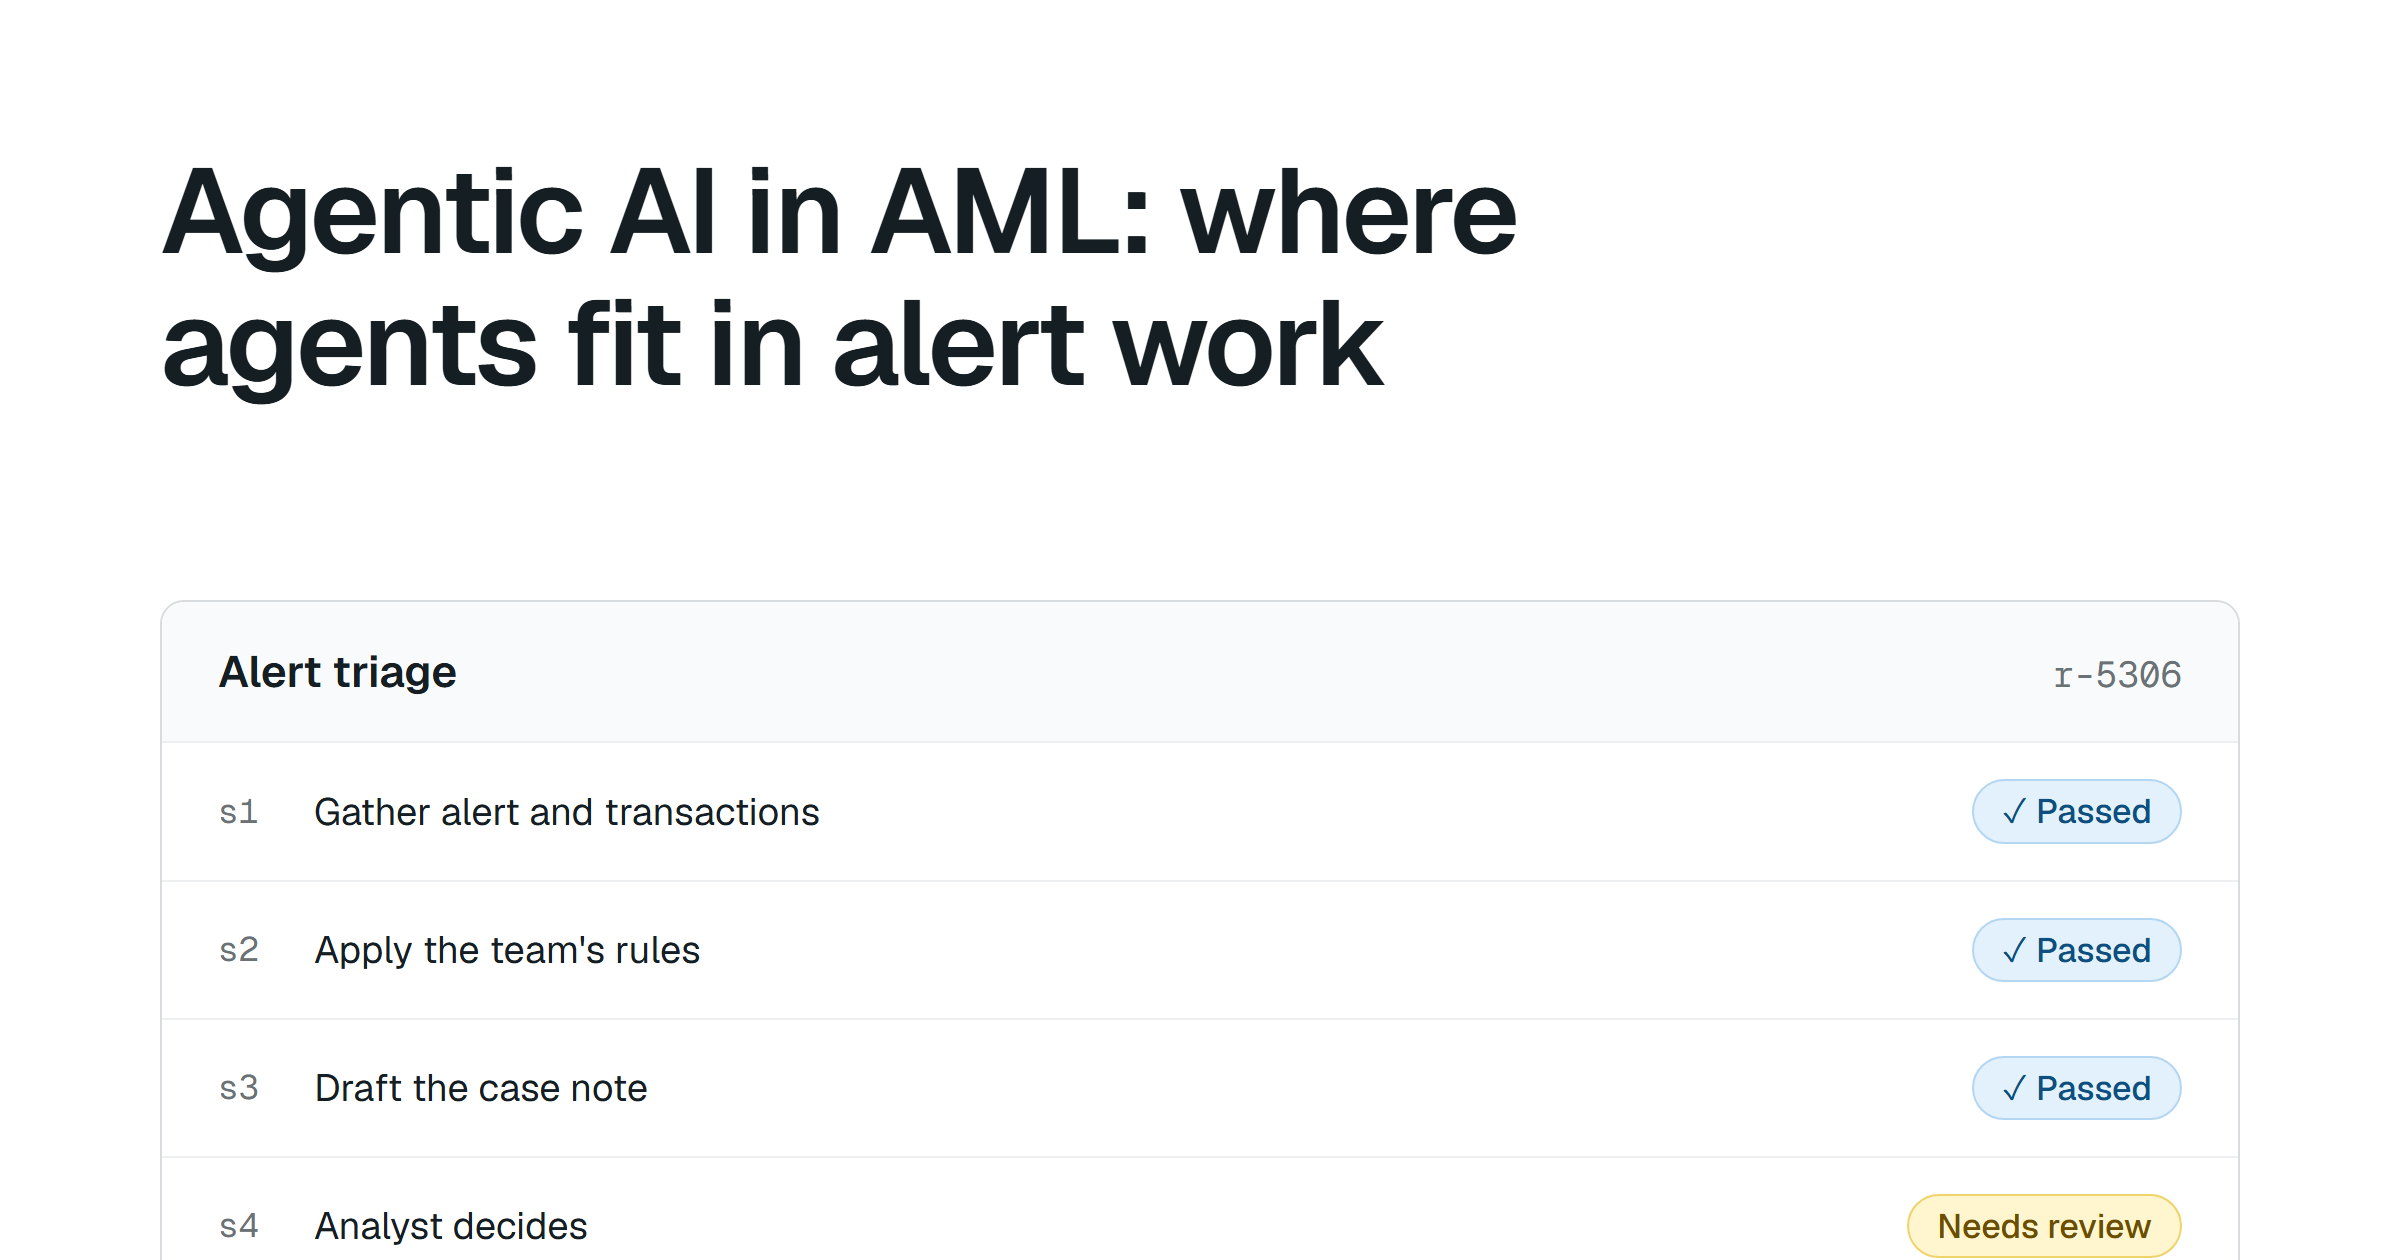 Agentic AI in AML: where
agents fit in alert work
Alert triage r-5306
s1 Gather alert and transactions ✓ Passed
s2 Apply the team's rules ✓ Passed
s3 Draft the case note ✓ Passed
s4 Analyst decides Needs review